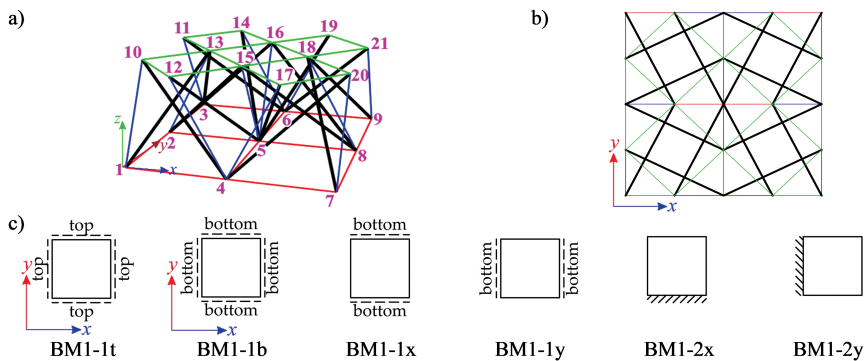 a)
b)
14
19
11
16
10
13
21
18
12
15
17
20
z
y
3
6
9
2
5
8
1
x
4
7
y
x
c)
top
top
top
top
y
x
BM1-1t
bottom
bottom
bottom
bottom
y
x
BM1-1b
bottom
bottom
BM1-1x
bottom
bottom
BM1-1y
BM1-2x
BM1-2y